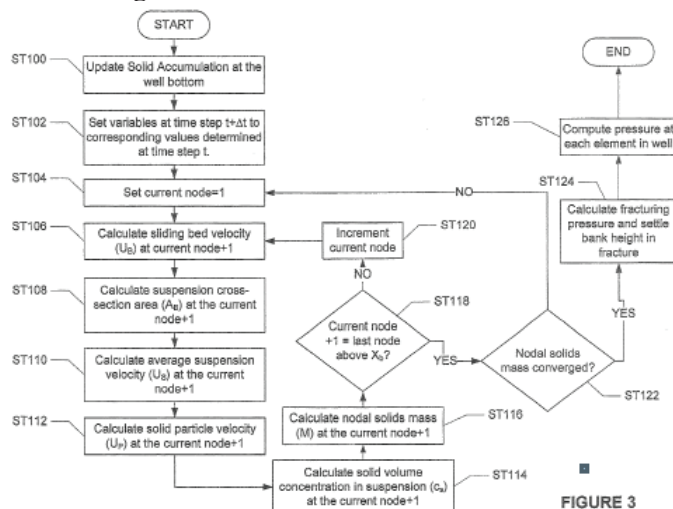 START
ST100
Update Solid Accumulation at the
well bottom
ST102
Set variables at time step t+Δt to
corresponding values determined
at time step t.
ST104
Set current node=1
ST106
Calculate sliding bed velocity
(UB) at current node+1
ST108
Calculate suspension cross-
section area (AB) at the current
node+1
ST110
Calculate average suspension
velocity (US) at the current
node+1
ST112
Calculate solid particle velocity
(UP) at the current node+1
ST114
Calculate solid volume
concentration in suspension (cs)
at the current node+1
ST116
Calculate nodal solids mass
(M) at the current node+1
ST118
Current node
+1 = last node
above Xb?
NO
YES
ST120
Increment
current node
ST122
Nodal solids
mass converged?
NO
YES
ST124
Calculate fracturing
pressure and settle
bank height in
fracture
ST126
Compute pressure at
each element in well
END
FIGURE 3